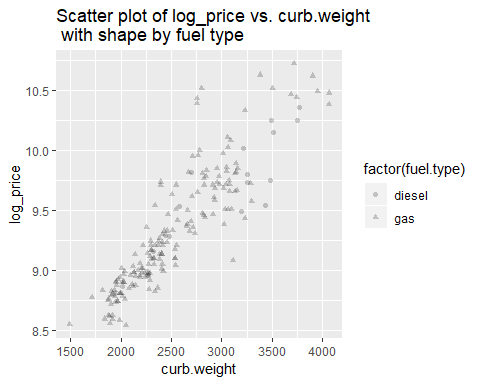 Scatter plot of log_price vs. curb.weight
with shape by fuel type
10.5
10.0
9.5
9.0
8.5
log_price
1500 2000 2500 3000 3500 4000
curb.weight
factor(fuel.type)
diesel
gas